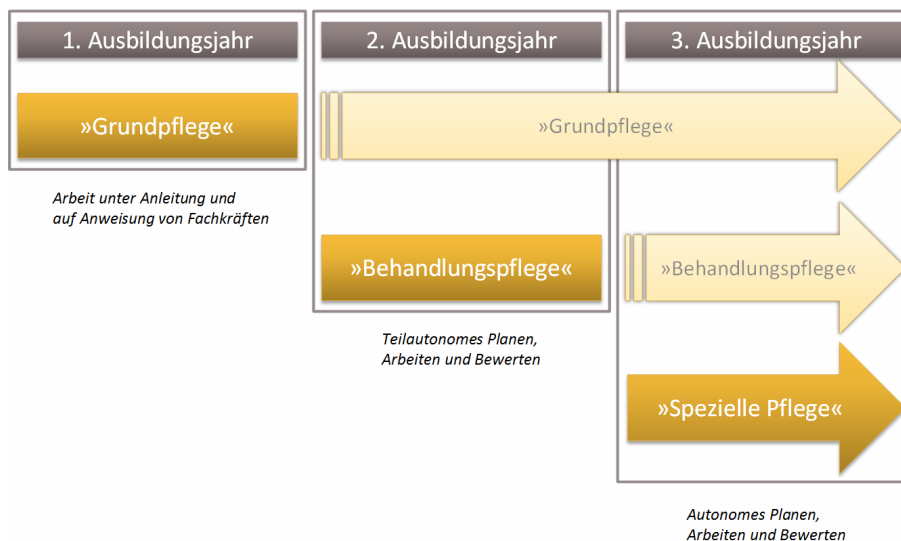 1. Ausbildungsjahr
2. Ausbildungsjahr
3. Ausbildungsjahr
»Grundpflege«
»Grundpflege«
Arbeit unter Anleitung und
auf Anweisung von Fachkräften
»Behandlungspflege«
»Behandlungspflege«
Teilautonomes Planen,
Arbeiten und Bewerten
»Spezielle Pflege«
Autonomes Planen,
Arbeiten und Bewerten